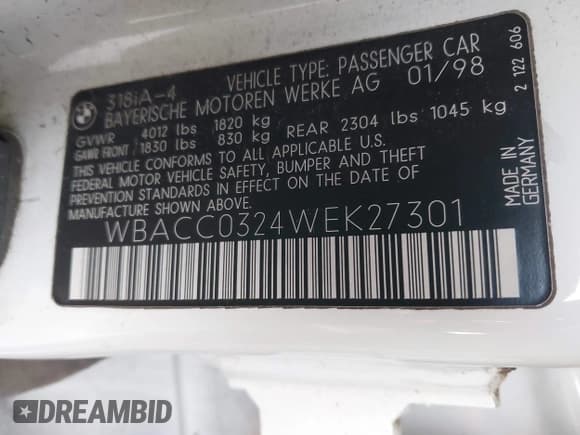 BMW
318iA-4 VEHICLE TYPE: PASSENGER CAR
BAYERISCHE MOTOREN WERKE AG 01/98
GVWR 4012 lbs 1820 kg
GAWR FRONT 1830 lbs 830 kg REAR 2304 lbs 1045 kg
THIS VEHICLE CONFORMS TO ALL APPLICABLE U.S.
FEDERAL MOTOR VEHICLE SAFETY, BUMPER AND THEFT
PREVENTION STANDARDS IN EFFECT ON THE DATE OF
MANUFACTURE SHOWN ABOVE.
WBACC0324WEK27301
MADE IN
GERMANY
2 122 606
DREAMBID